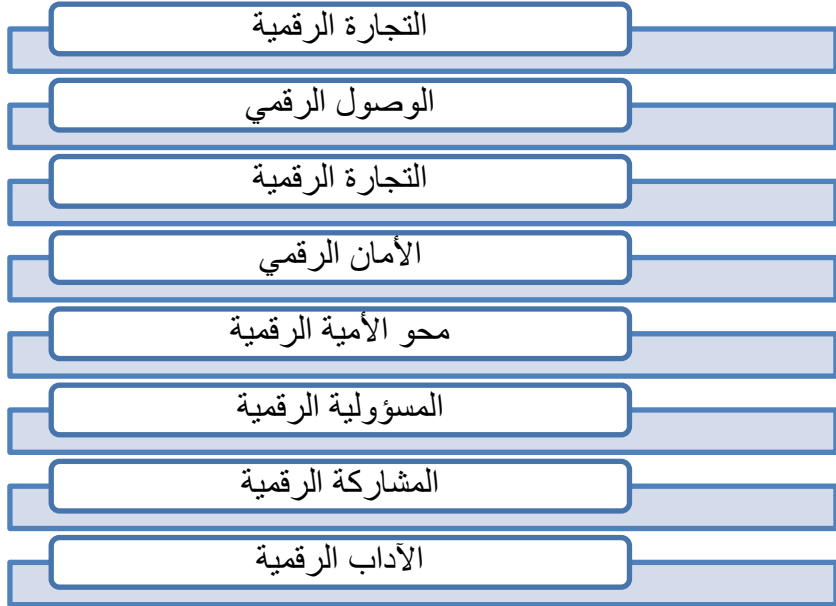 التجارة الرقمية
الوصول الرقمي
التجارة الرقمية
الأمان الرقمي
محو الأمية الرقمية
المسؤولية الرقمية
المشاركة الرقمية
الآداب الرقمية